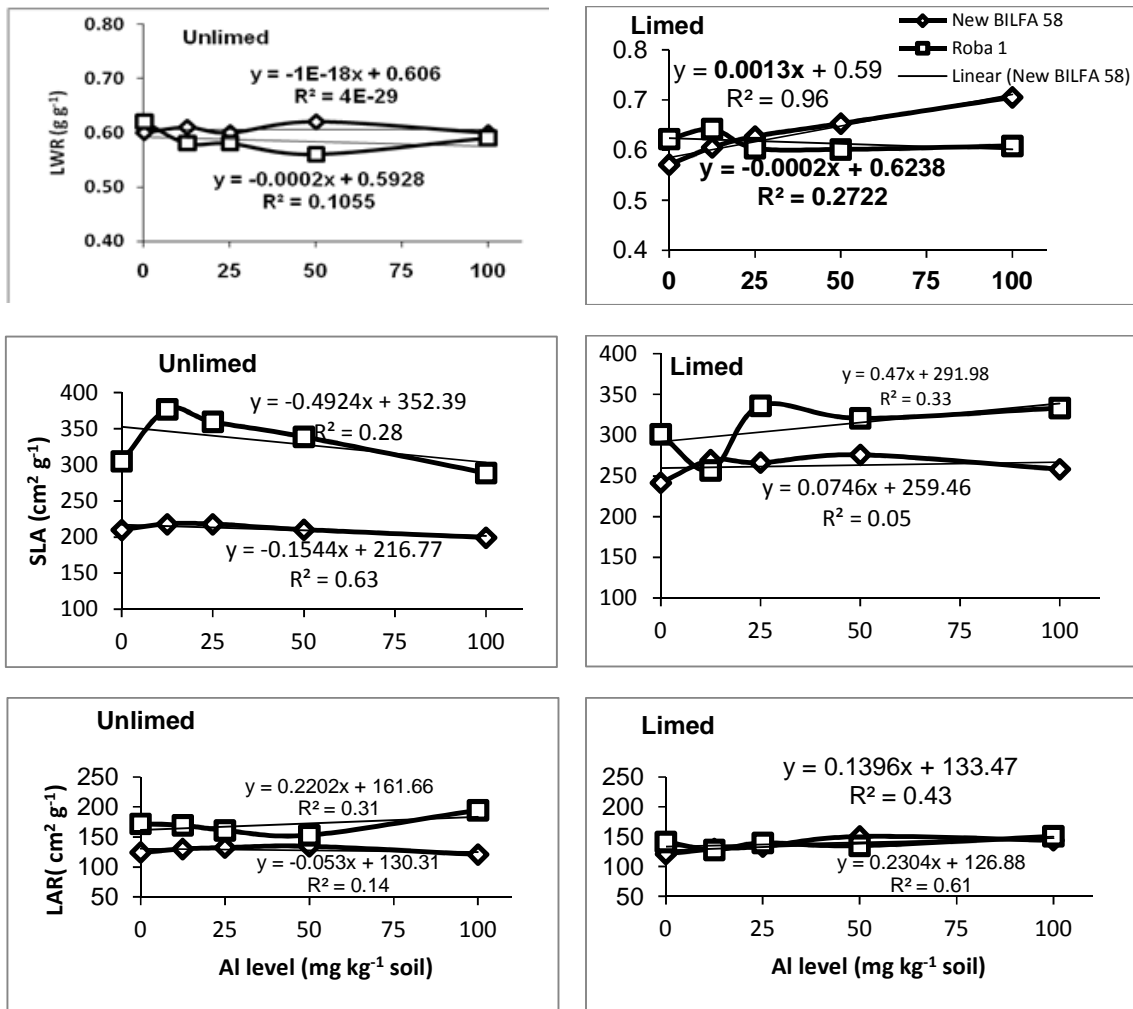 Unlimed
0.80
0.70
0.60
0.50
0.40
LWR (g g⁻¹)
y = -1E-18x + 0.606
R² = 4E-29
y = -0.0002x + 0.5928
R² = 0.1055
0 25 50 75 100
Limed
New BILFA 58
Roba 1
Linear (New BILFA 58)
0.8
0.7
0.6
0.5
0.4
y = 0.0013x + 0.59
R² = 0.96
y = -0.0002x + 0.6238
R² = 0.2722
0 25 50 75 100
Unlimed
400
350
300
250
200
150
100
SLA (cm² g⁻¹)
y = -0.4924x + 352.39
R² = 0.28
y = -0.1544x + 216.77
R² = 0.63
0 25 50 75 100
Limed
400
350
300
250
200
150
100
y = 0.47x + 291.98
R² = 0.33
y = 0.0746x + 259.46
R² = 0.05
0 25 50 75 100
Unlimed
250
200
150
100
50
LAR( cm² g⁻¹)
y = 0.2202x + 161.66
R² = 0.31
y = -0.053x + 130.31
R² = 0.14
0 25 50 75 100
Al level (mg kg⁻¹ soil)
Limed
250
200
150
100
50
y = 0.1396x + 133.47
R² = 0.43
y = 0.2304x + 126.88
R² = 0.61
0 25 50 75 100
Al level (mg kg⁻¹ soil)